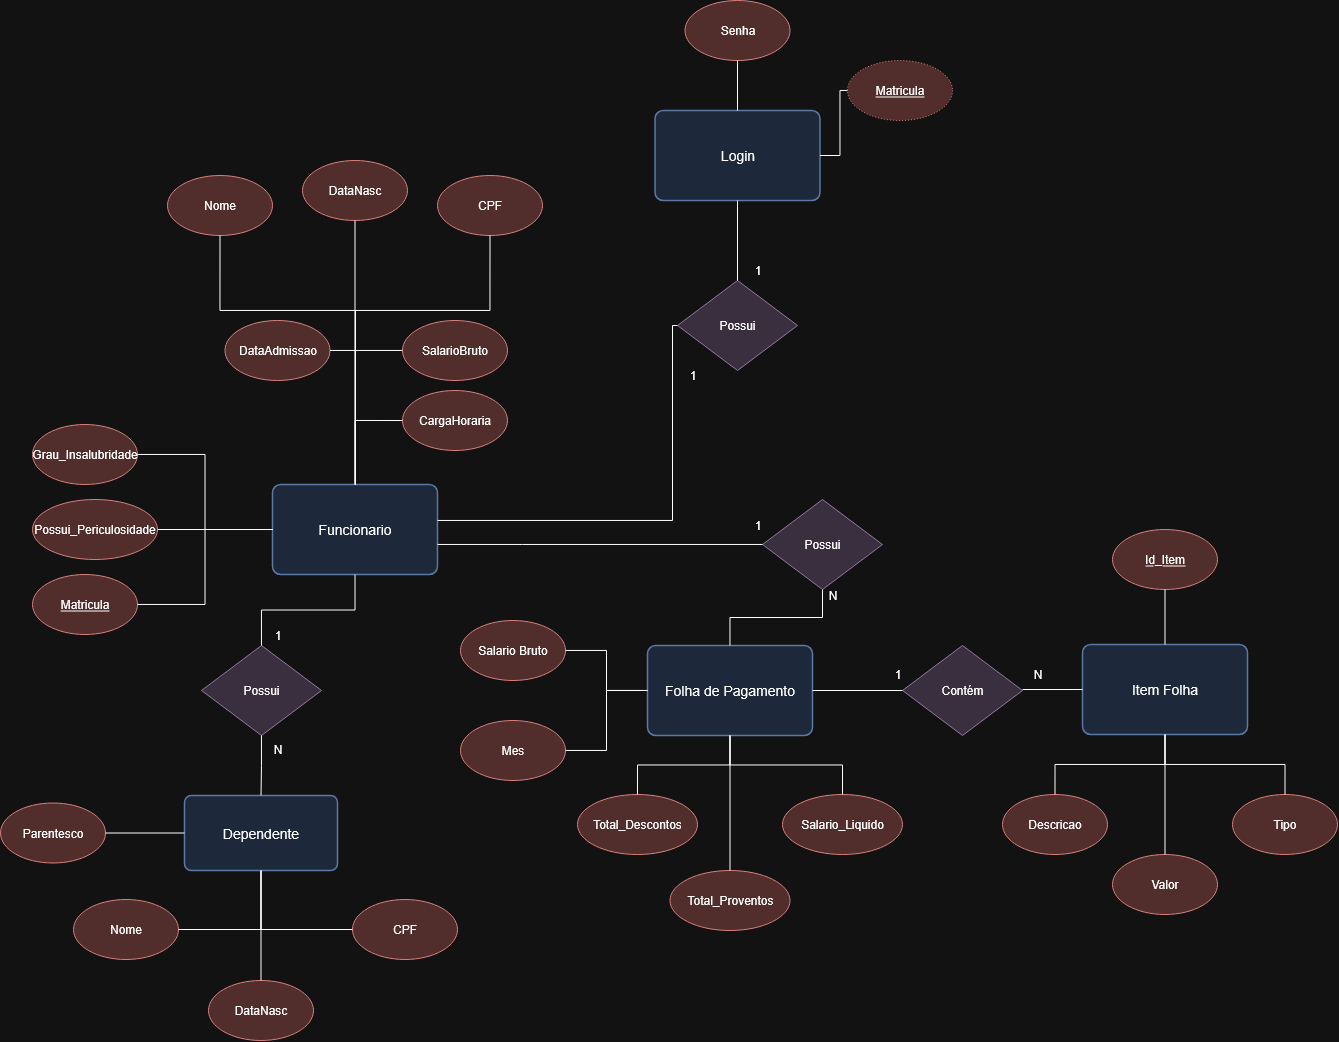 Senha
Matricula
Login
DataNasc
Nome
CPF
1
Possui
1
DataAdmissao
SalarioBruto
CargaHoraria
Grau_Insalubridade
Possui_Periculosidade
Matricula
Funcionario
1
Possui
N
Id_Item
1
Possui
N
Salario Bruto
Mes
Folha de Pagamento
1
Contém
N
Item Folha
Total_Descontos
Salario_Liquido
Total_Proventos
Descricao
Tipo
Valor
Parentesco
Dependente
Nome
CPF
DataNasc